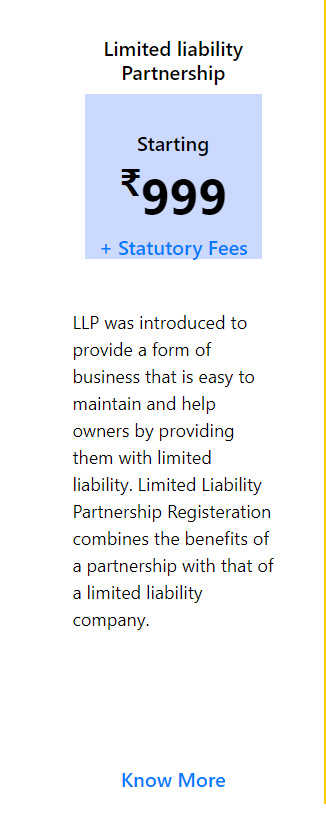 Limited liability
Partnership
Starting
₹999
+ Statutory Fees
LLP was introduced to
provide a form of
business that is easy to
maintain and help
owners by providing
them with limited
liability. Limited Liability
Partnership Registeration
combines the benefits of
a partnership with that of
a limited liability
company.
Know More